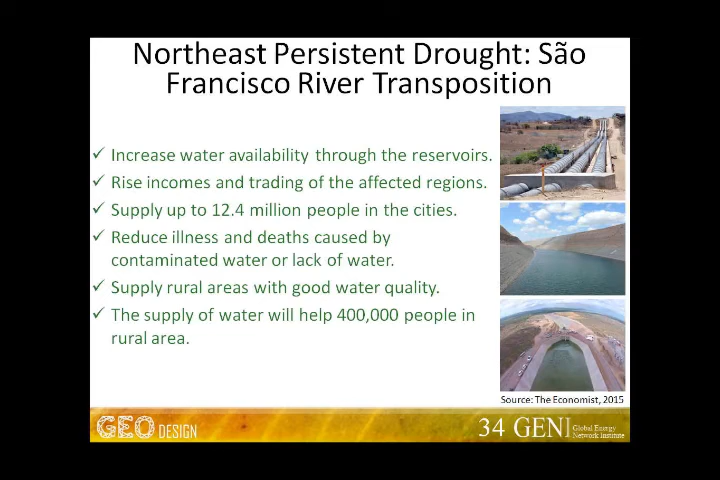 Northeast Persistent Drought: São
Francisco River Transposition
✓ Increase water availability through the reservoirs.
✓ Rise incomes and trading of the affected regions.
✓ Supply up to 12.4 million people in the cities.
✓ Reduce illness and deaths caused by
contaminated water or lack of water.
✓ Supply rural areas with good water quality.
✓ The supply of water will help 400,000 people in
rural area.
Source: The Economist, 2015
GEO DESIGN
34 GENI Global Energy
Network Institute